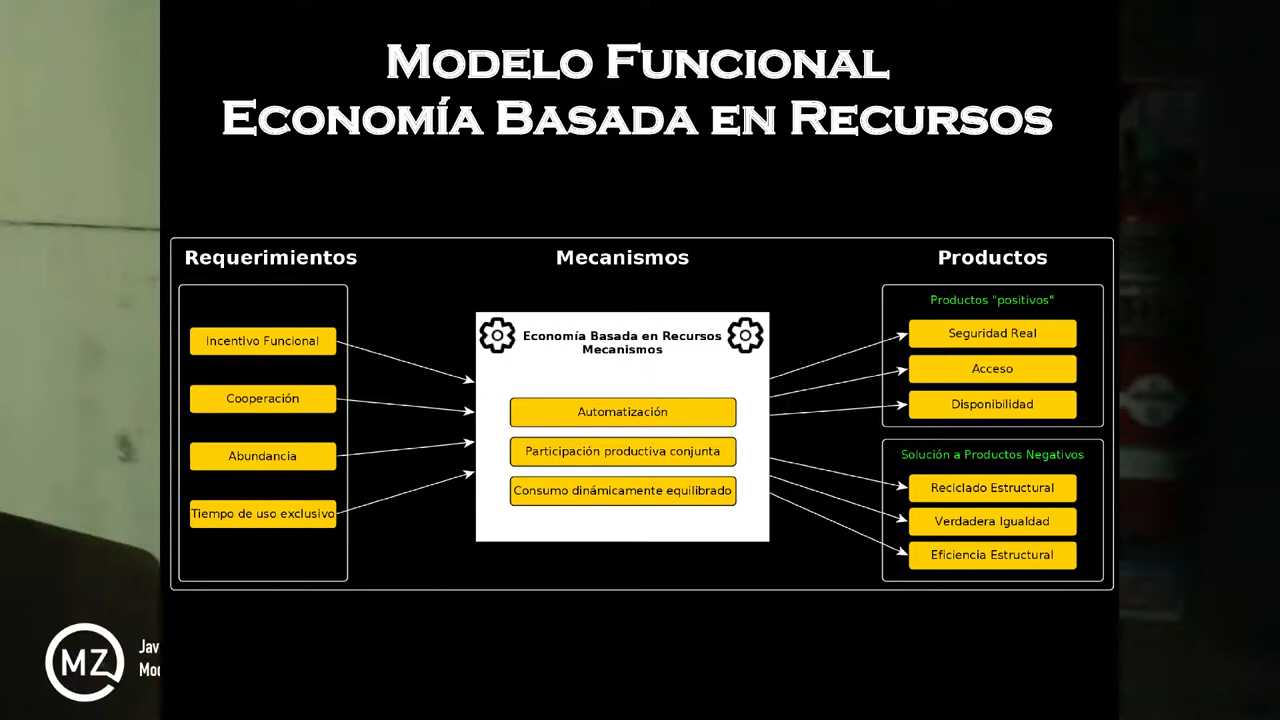 MODELO FUNCIONAL
ECONOMÍA BASADA EN RECURSOS
Requerimientos
Incentivo Funcional
Cooperación
Abundancia
Tiempo de uso exclusivo
Mecanismos
Economía Basada en Recursos
Mecanismos
Automatización
Participación productiva conjunta
Consumo dinámicamente equilibrado
Productos
Productos "positivos"
Seguridad Real
Acceso
Disponibilidad
Solución a Productos Negativos
Reciclado Estructural
Verdadera Igualdad
Eficiencia Estructural
MZ
Jav